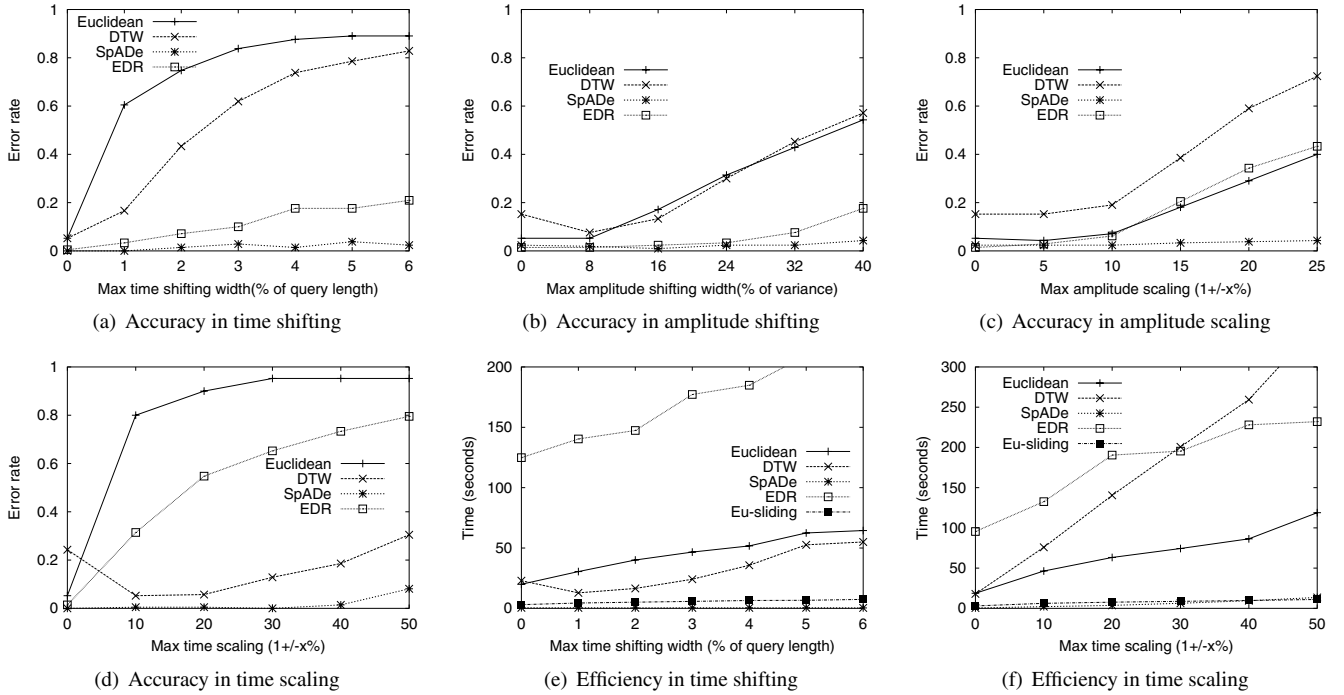 Error rate
1
0.8
0.6
0.4
0.2
0
Euclidean
DTW
SpADe
EDR
0 1 2 3 4 5 6
Max time shifting width(% of query length)
(a) Accuracy in time shifting
Error rate
1
0.8
0.6
0.4
0.2
0
Euclidean
DTW
SpADe
EDR
0 8 16 24 32 40
Max amplitude shifting width(% of variance)
(b) Accuracy in amplitude shifting
Error rate
1
0.8
0.6
0.4
0.2
0
Euclidean
DTW
SpADe
EDR
0 5 10 15 20 25
Max amplitude scaling (1+/-x%)
(c) Accuracy in amplitude scaling
Error rate
1
0.8
0.6
0.4
0.2
0
Euclidean
DTW
SpADe
EDR
0 10 20 30 40 50
Max time scaling (1+/-x%)
(d) Accuracy in time scaling
Time (seconds)
200
150
100
50
0
Euclidean
DTW
SpADe
EDR
Eu-sliding
0 1 2 3 4 5 6
Max time shifting width (% of query length)
(e) Efficiency in time shifting
Time (seconds)
300
250
200
150
100
50
0
Euclidean
DTW
SpADe
EDR
Eu-sliding
0 10 20 30 40 50
Max time scaling (1+/-x%)
(f) Efficiency in time scaling